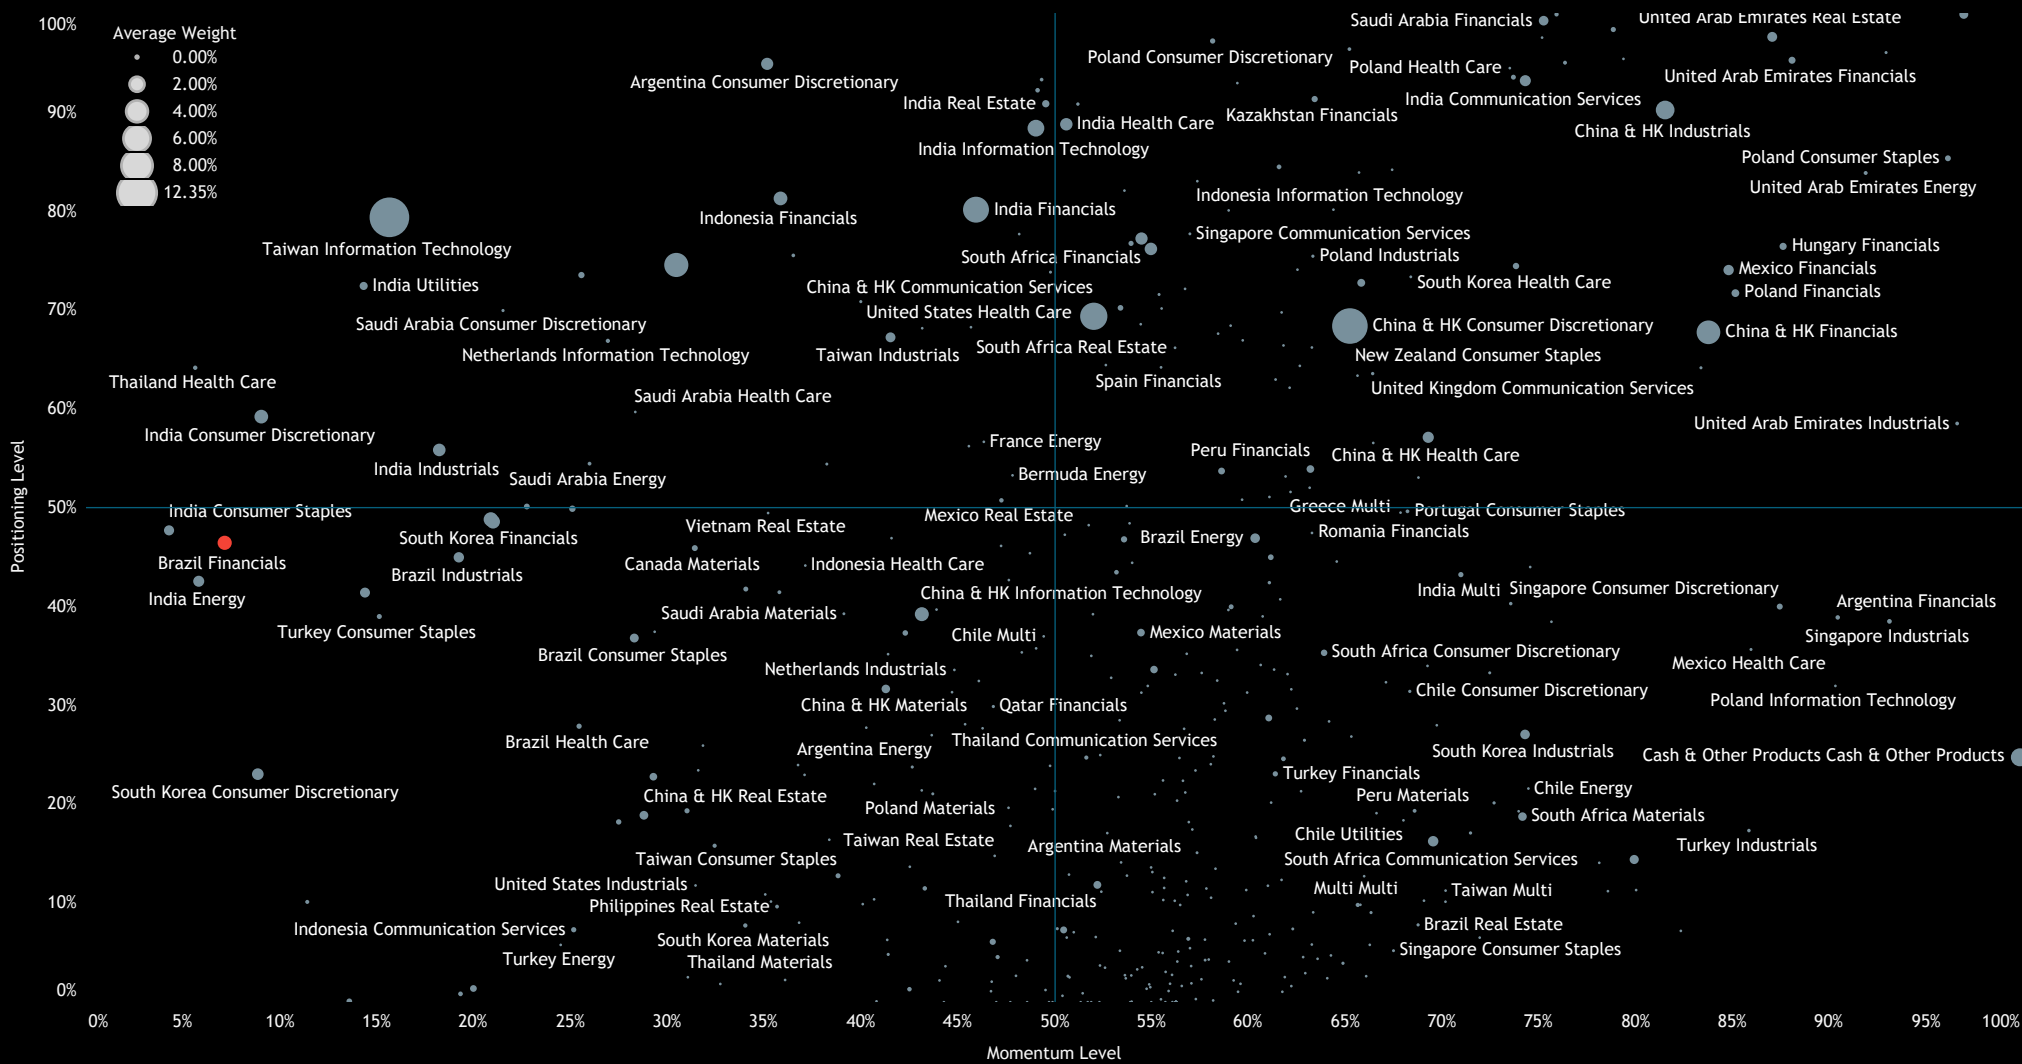 100%
Saudi Arabia Financials
United Arab Emirates Real Estate
Average Weight
0.00%
2.00%
4.00%
6.00%
8.00%
12.35%
Poland Consumer Discretionary
Poland Health Care
United Arab Emirates Financials
Argentina Consumer Discretionary
India Real Estate
India Communication Services
90%
Kazakhstan Financials
India Health Care
China & HK Industrials
India Information Technology
Poland Consumer Staples
United Arab Emirates Energy
Indonesia Information Technology
80%
India Financials
Indonesia Financials
Singapore Communication Services
Taiwan Information Technology
Hungary Financials
South Africa Financials
Poland Industrials
Mexico Financials
India Utilities
China & HK Communication Services
South Korea Health Care
Poland Financials
70%
United States Health Care
Saudi Arabia Consumer Discretionary
China & HK Consumer Discretionary
China & HK Financials
Netherlands Information Technology
Taiwan Industrials
South Africa Real Estate
New Zealand Consumer Staples
Thailand Health Care
Spain Financials
United Kingdom Communication Services
Saudi Arabia Health Care
60%
United Arab Emirates Industrials
India Consumer Discretionary
France Energy
Peru Financials
China & HK Health Care
India Industrials
Saudi Arabia Energy
Bermuda Energy
Positioning Level
50%
India Consumer Staples
Mexico Real Estate
Greece Multi
Portugal Consumer Staples
Vietnam Real Estate
South Korea Financials
Brazil Energy
Romania Financials
Brazil Financials
Brazil Industrials
Canada Materials
Indonesia Health Care
India Energy
China & HK Information Technology
India Multi
Singapore Consumer Discretionary
40%
Saudi Arabia Materials
Argentina Financials
Turkey Consumer Staples
Chile Multi
Mexico Materials
Singapore Industrials
Brazil Consumer Staples
South Africa Consumer Discretionary
Netherlands Industrials
Mexico Health Care
Chile Consumer Discretionary
30%
China & HK Materials
Qatar Financials
Poland Information Technology
Brazil Health Care
Argentina Energy
Thailand Communication Services
South Korea Industrials
Cash & Other Products Cash & Other Products
South Korea Consumer Discretionary
Turkey Financials
20%
China & HK Real Estate
Poland Materials
Peru Materials
Chile Energy
South Africa Materials
Taiwan Real Estate
Argentina Materials
Chile Utilities
Turkey Industrials
Taiwan Consumer Staples
South Africa Communication Services
United States Industrials
Multi Multi
Taiwan Multi
10%
Philippines Real Estate
Thailand Financials
Indonesia Communication Services
Brazil Real Estate
South Korea Materials
Singapore Consumer Staples
Turkey Energy
Thailand Materials
0%
0%
5%
10%
15%
20%
25%
30%
35%
40%
45%
50%
55%
60%
65%
70%
75%
80%
85%
90%
95%
100%
Momentum Level